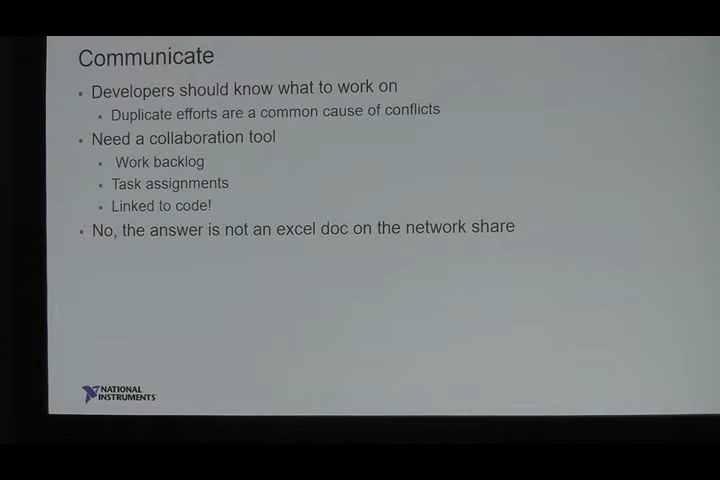 Communicate
Developers should know what to work on
Duplicate efforts are a common cause of conflicts
Need a collaboration tool
Work backlog
Task assignments
Linked to code!
No, the answer is not an excel doc on the network share
NATIONAL
INSTRUMENTS